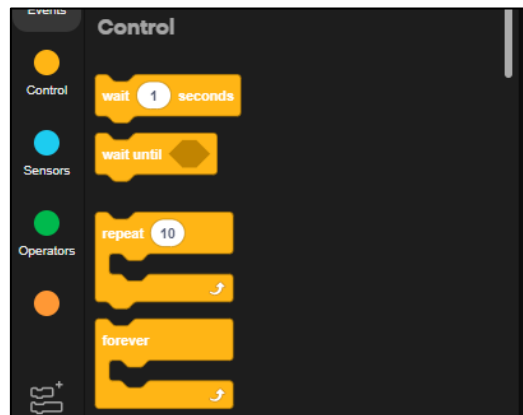 Events
Control
Control
wait 1 seconds
Sensors
wait until
Operators
repeat 10
forever